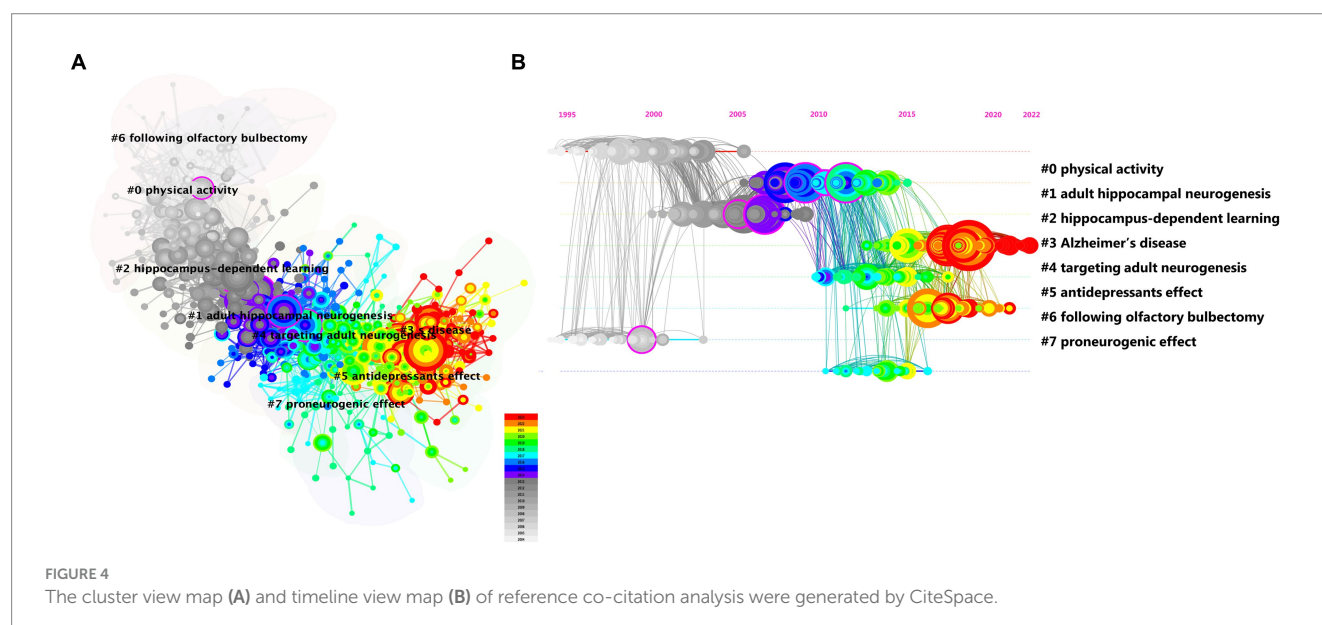 A
B
#6 following olfactory bulbectomy
#0 physical activity
#2 hippocampus-dependent learning
#1 adult hippocampal neurogenesis
#3 s disease
#4 targeting adult neurogenesis
#5 antidepressants effect
#7 proneurogenic effect
1995 2000 2005 2010 2015 2020 2022
#0 physical activity
#1 adult hippocampal neurogenesis
#2 hippocampus-dependent learning
#3 Alzheimer's disease
#4 targeting adult neurogenesis
#5 antidepressants effect
#6 following olfactory bulbectomy
#7 proneurogenic effect
FIGURE 4
The cluster view map (A) and timeline view map (B) of reference co-citation analysis were generated by CiteSpace.